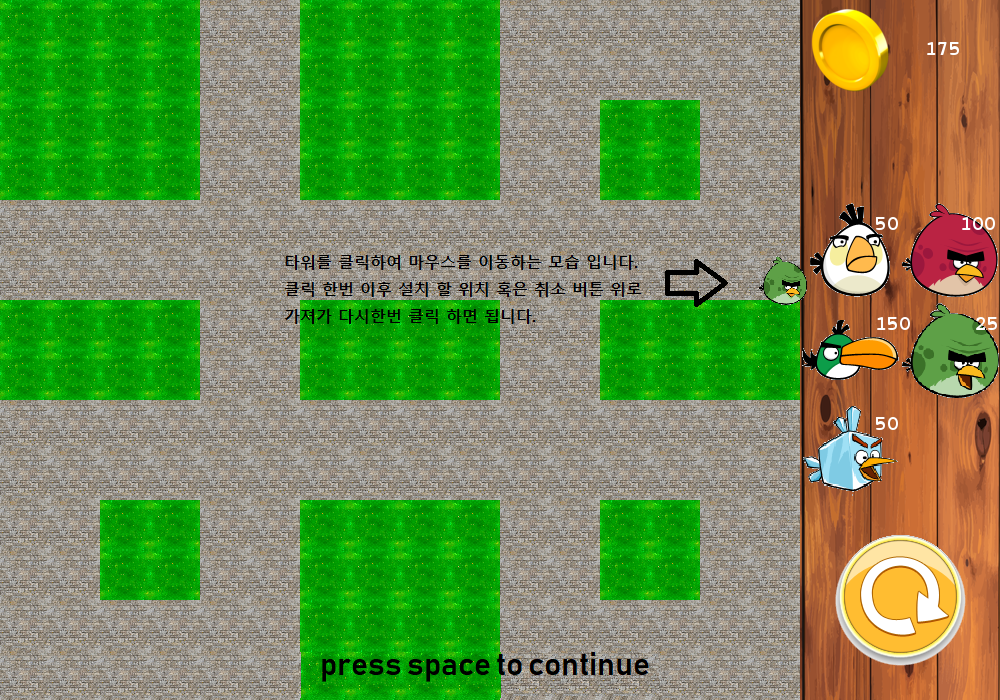 175
50 100
타워를 클릭하여 마우스를 이동하는 모습 입니다.
클릭 한번 이후 설치 할 위치 혹은 취소 버튼 위로
가져가 다시한번 클릭 하면 됩니다.
150 25
50
press space to continue